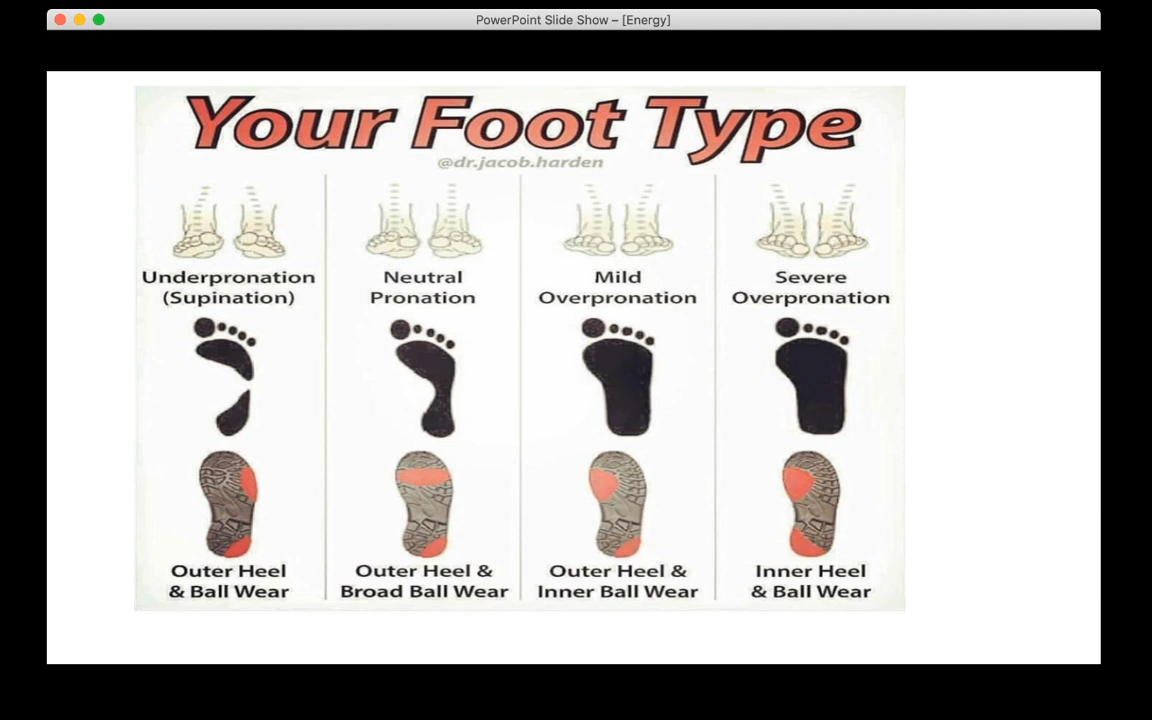 PowerPoint Slide Show – [Energy]
Your Foot Type
@dr.jacob.harden
Underpronation
(Supination)
Neutral
Pronation
Mild
Overpronation
Severe
Overpronation
Outer Heel
& Ball Wear
Outer Heel &
Broad Ball Wear
Outer Heel &
Inner Ball Wear
Inner Heel
& Ball Wear